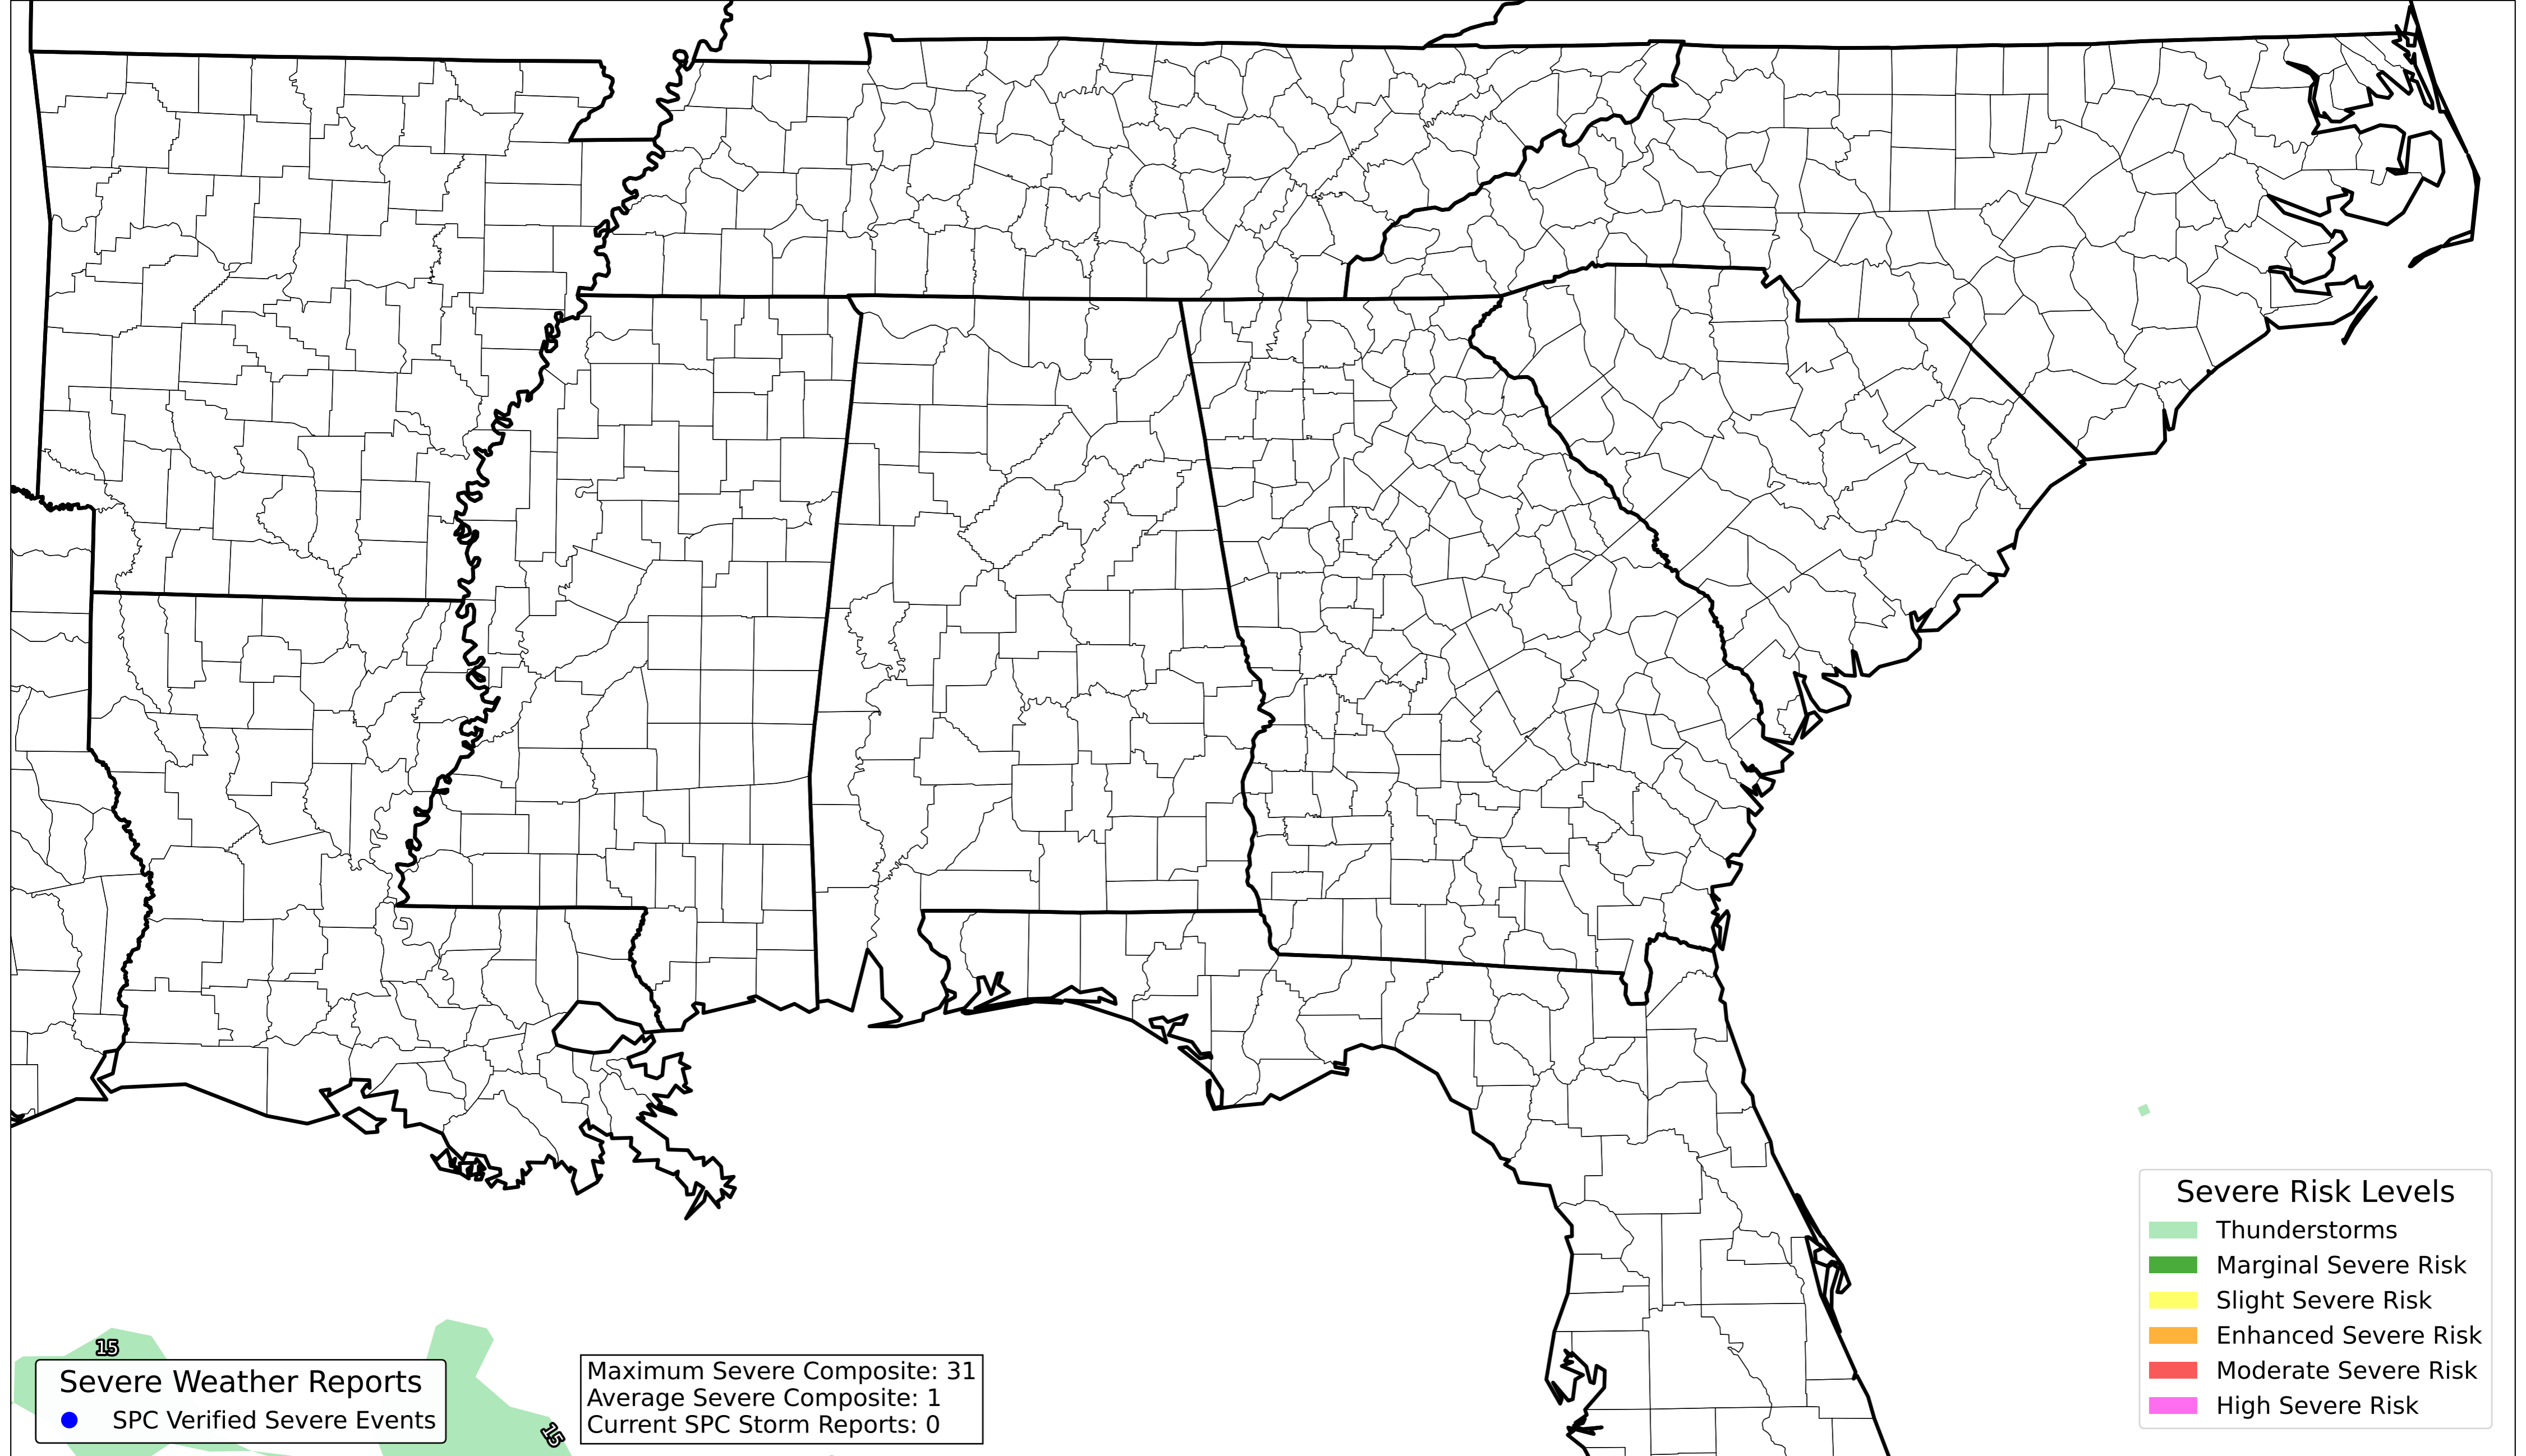 15
Severe Weather Reports
SPC Verified Severe Events
15
Maximum Severe Composite: 31
Average Severe Composite: 1
Current SPC Storm Reports: 0
Severe Risk Levels
Thunderstorms
Marginal Severe Risk
Slight Severe Risk
Enhanced Severe Risk
Moderate Severe Risk
High Severe Risk